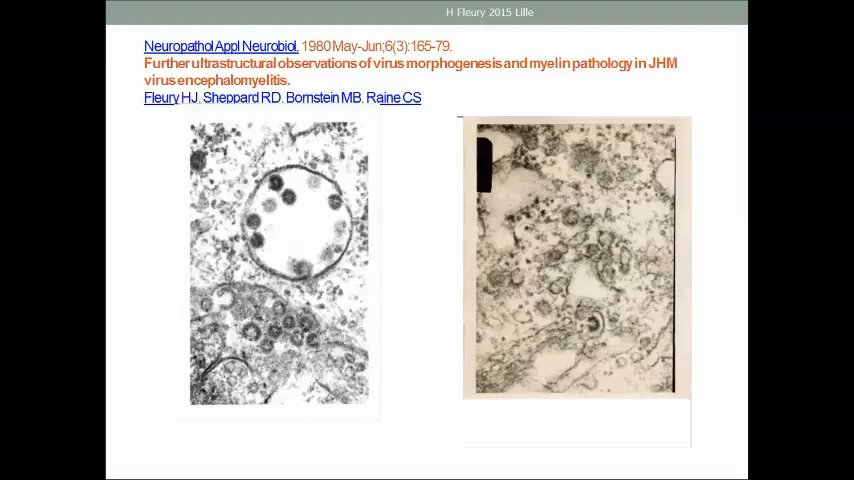 H Fleury 2015 Lille
Neuropathol Appl Neurobiol. 1980 May-Jun;6(3):165-79.
Further ultrastructural observations of virus morphogenesis and myelin pathology in JHM
virus encephalomyelitis.
Fleury HJ, Sheppard RD, Bornstein MB, Raine CS